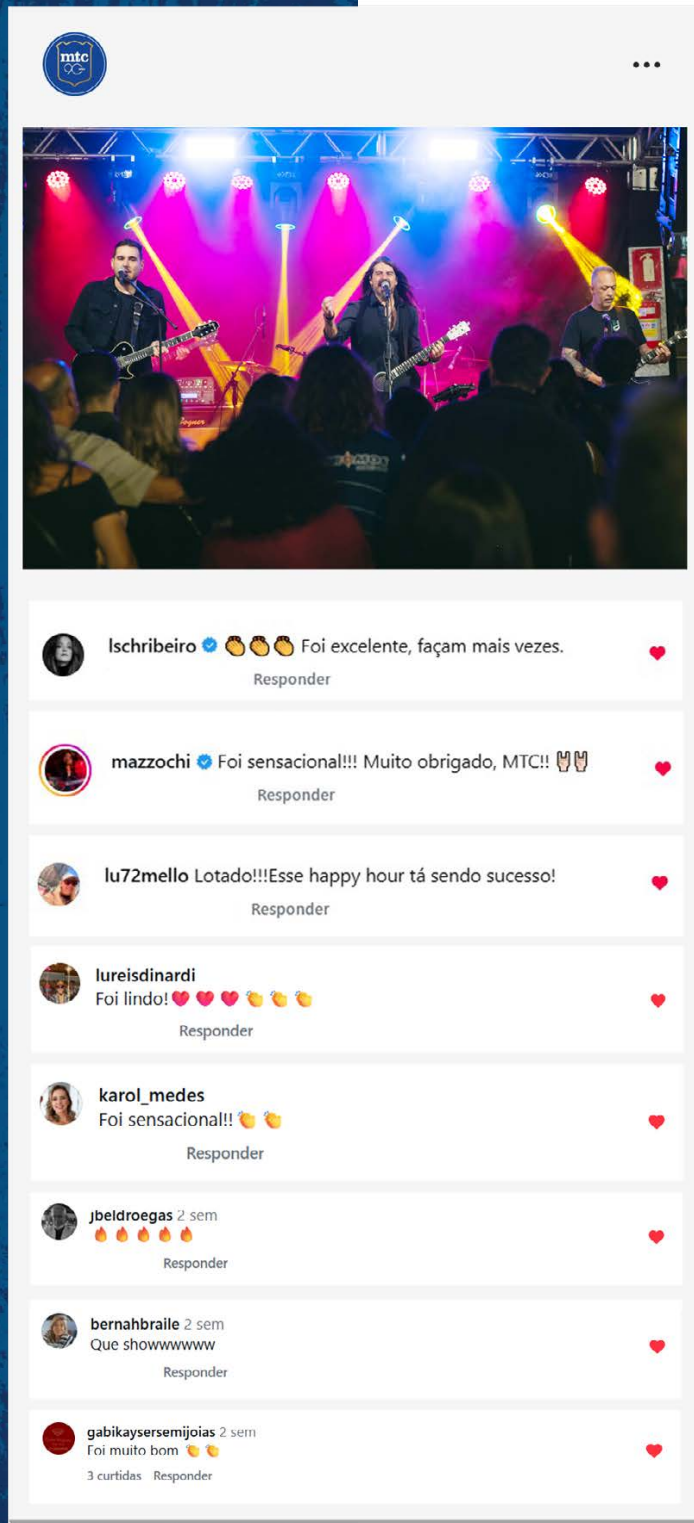 mtc
90
lschribeiro 👏👏👏 Foi excelente, façam mais vezes.
Responder
mazzochi Foi sensacional!!! Muito obrigado, MTC!! 🤘🤘
Responder
lu72mello Lotado!!!Esse happy hour tá sendo sucesso!
Responder
lureisdinardi
Foi lindo!❤️❤️❤️👏👏👏
Responder
karol_medes
Foi sensacional!!👏👏
Responder
jbeldroegas 2 sem
🔥🔥🔥🔥🔥
Responder
bernahbraile 2 sem
Que showwwwww
Responder
gabikaysersemijoias 2 sem
Foi muito bom 👏👏
3 curtidas Responder